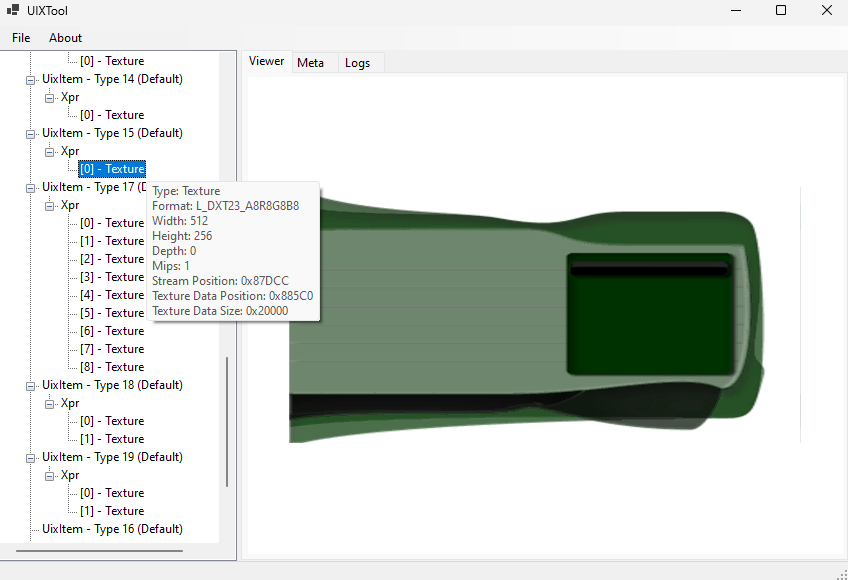 UIXTool
File About
[0] - Texture
UixItem - Type 14 (Default)
Xpr
[0] - Texture
UixItem - Type 15 (Default)
Xpr
[0] - Texture
UixItem - Type 17 (D
Xpr
[0] - Texture
[1] - Texture
[2] - Texture
[3] - Texture
[4] - Texture
[5] - Texture
[6] - Texture
[7] - Texture
[8] - Texture
UixItem - Type 18 (Default)
Xpr
[0] - Texture
[1] - Texture
UixItem - Type 19 (Default)
Xpr
[0] - Texture
[1] - Texture
UixItem - Type 16 (Default)
Viewer Meta Logs
Type: Texture
Format: L_DXT23_A8R8G8B8
Width: 512
Height: 256
Depth: 0
Mips: 1
Stream Position: 0x87DCC
Texture Data Position: 0x885C0
Texture Data Size: 0x20000